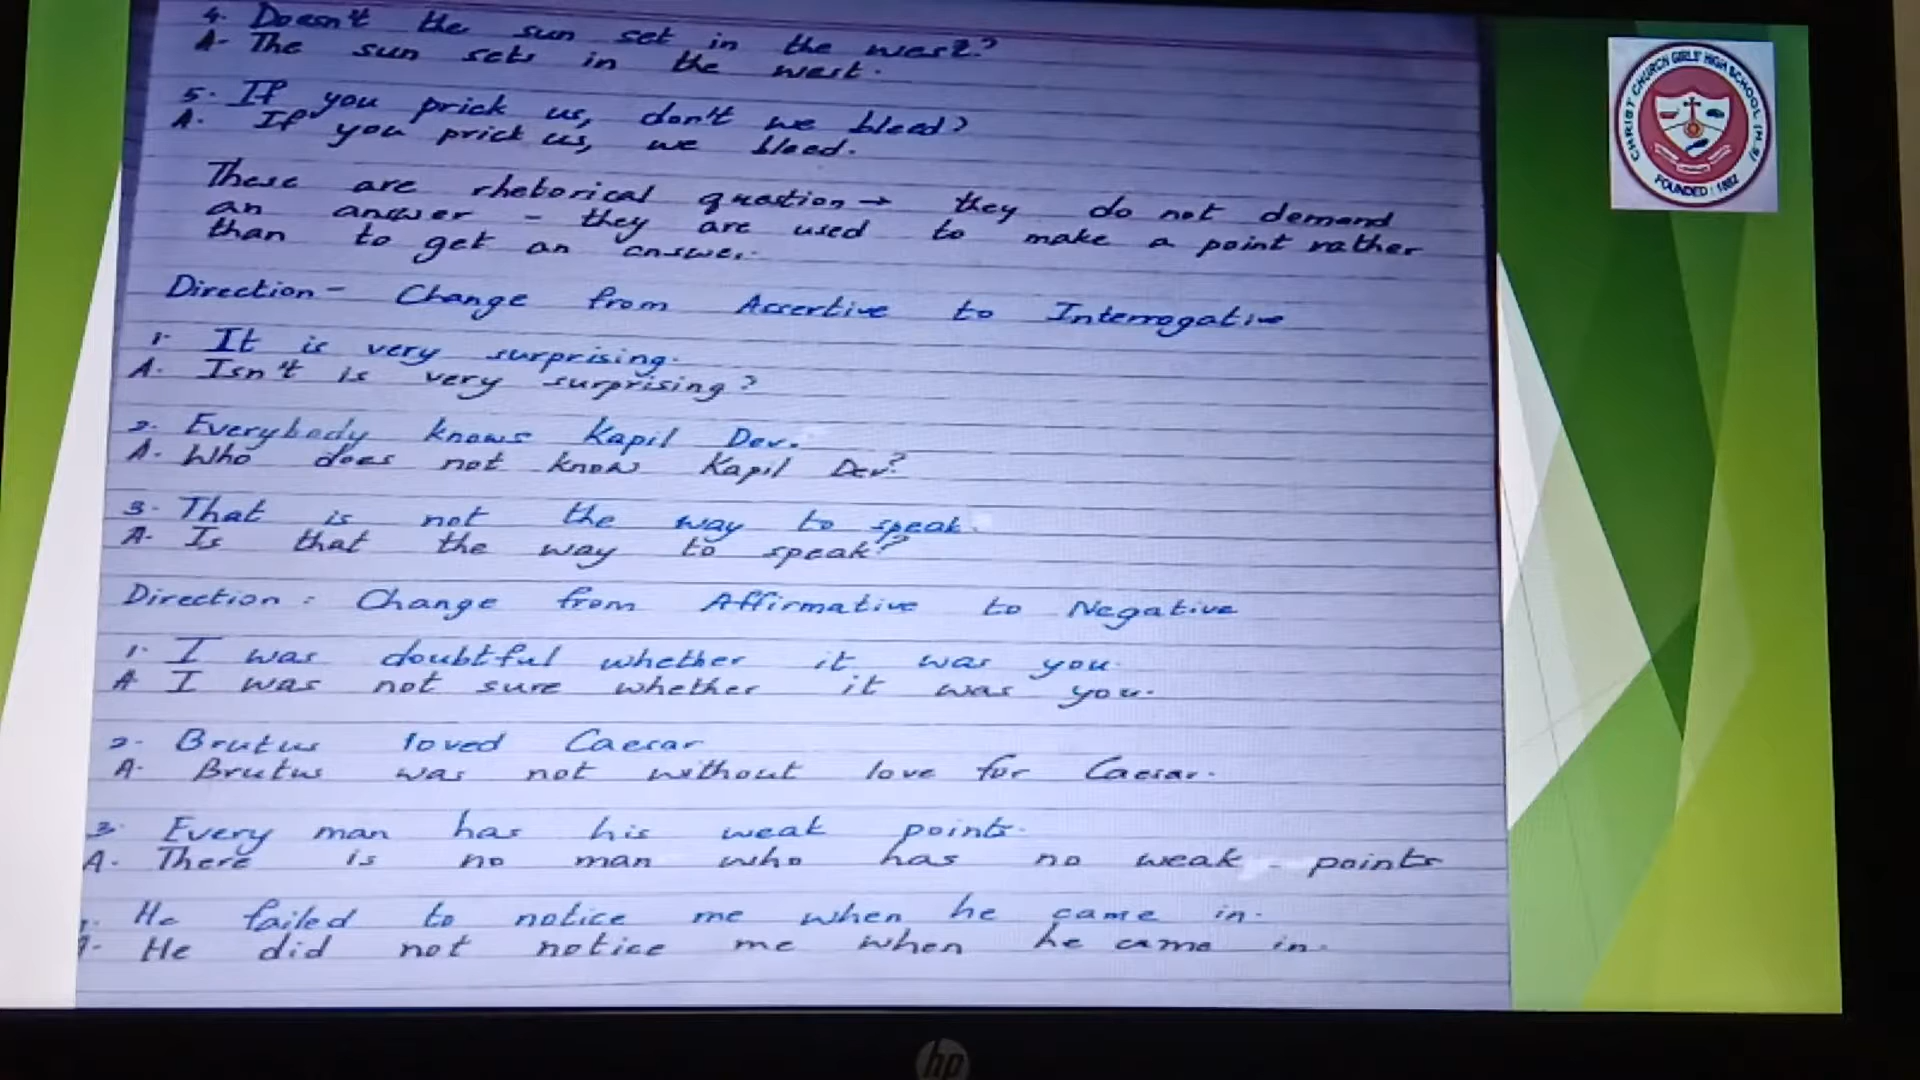 4. Doesn't the sun set in the west?
A- The sun sets in the west.
5. If you prick us, don't we bleed?
A. If you prick us, we bleed.
These are rhetorical question → they do not demand
an answer - they are used to make a point rather
than to get an answer.
Direction - Change from Assertive to Interrogative
1. It is very surprising.
A. Isn't is very surprising?
2. Everybody knows Kapil Dev.
A. Who does not know Kapil Dev?
3. That is not the way to speak.
A. Is that the way to speak?
Direction : Change from Affirmative to Negative
1. I was doubtful whether it was you.
A I was not sure whether it was you.
2. Brutus loved Caesar
A. Brutus was not without love for Caesar.
3. Every man has his weak points.
A. There is no man who has no weak points
He failed to notice me when he came in.
He did not notice me when he came in.
CHRIST CHURCH GIRLS' HIGH SCHOOL (H.S)
FOUNDED : 1882
hp